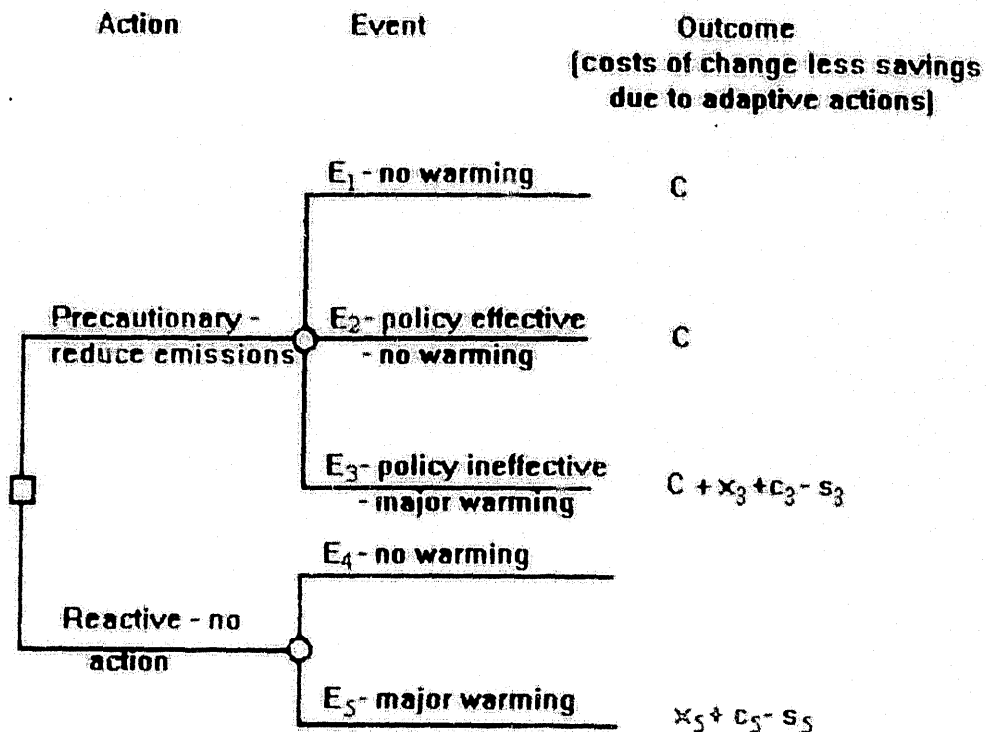 Action Event Outcome
(costs of change less savings
due to adaptive actions)
E₁ - no warming C
Precautionary -
reduce emissions
E₂ - policy effective
- no warming C
E₃ - policy ineffective
- major warming C + x₃ + c₃ - s₃
E₄ - no warming
Reactive - no
action
E₅ - major warming x₅ + c₅ - s₅